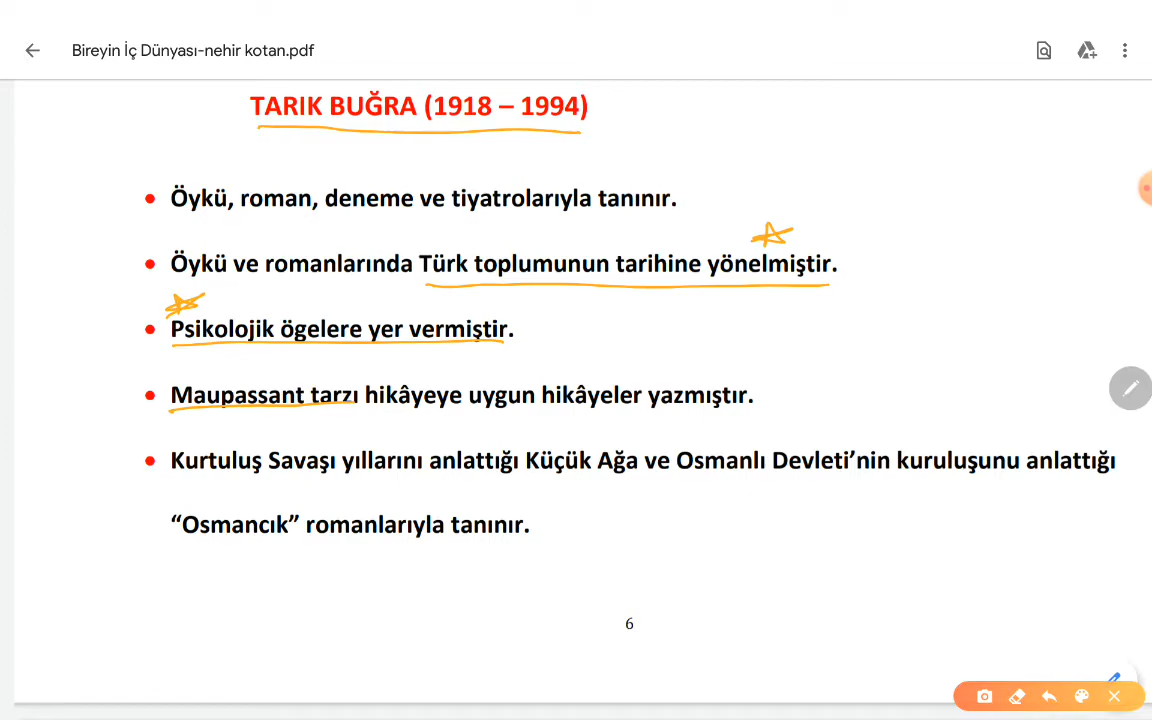 Bireyin İç Dünyası-nehir kotan.pdf
TARIK BUĞRA (1918 – 1994)
• Öykü, roman, deneme ve tiyatrolarıyla tanınır.
• Öykü ve romanlarında Türk toplumunun tarihine yönelmiştir.
• Psikolojik ögelere yer vermiştir.
• Maupassant tarzı hikâyeye uygun hikâyeler yazmıştır.
• Kurtuluş Savaşı yıllarını anlattığı Küçük Ağa ve Osmanlı Devleti’nin kuruluşunu anlattığı
“Osmancık” romanlarıyla tanınır.
6